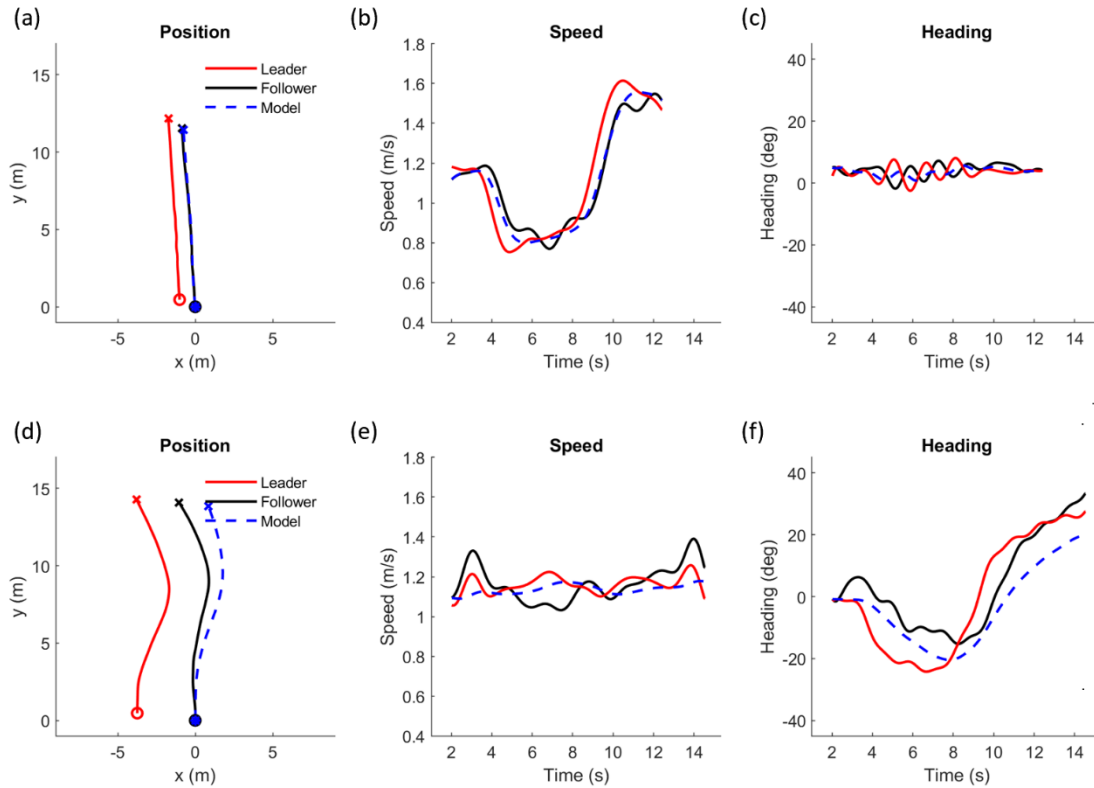 (a)
Position
Leader
Follower
Model
15
10
5
0
y (m)
-5 0 5
x (m)
(b)
Speed
1.8
1.6
1.4
1.2
1
0.8
0.6
0.4
Speed (m/s)
2 4 6 8 10 12 14
Time (s)
(c)
Heading
40
20
0
-20
-40
Heading (deg)
2 4 6 8 10 12 14
Time (s)
(d)
Position
Leader
Follower
Model
15
10
5
0
y (m)
-5 0 5
x (m)
(e)
Speed
1.8
1.6
1.4
1.2
1
0.8
0.6
0.4
Speed (m/s)
2 4 6 8 10 12 14
Time (s)
(f)
Heading
40
20
0
-20
-40
Heading (deg)
2 4 6 8 10 12 14
Time (s)